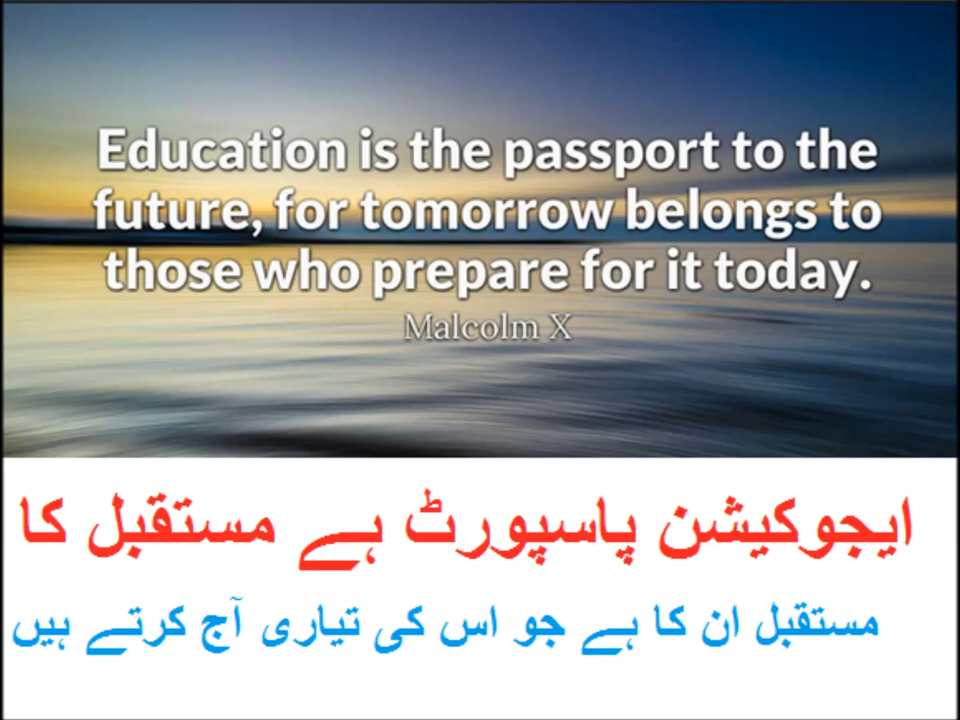 Education is the passport to the
future, for tomorrow belongs to
those who prepare for it today.
Malcolm X
ایجوکیشن پاسپورٹ ہے مستقبل کا
مستقبل ان کا ہے جو اس کی تیاری آج کرتے ہیں